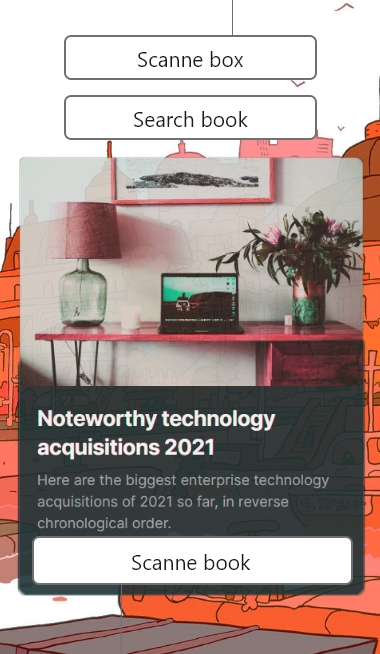 Scanne box
Search book
Noteworthy technology
acquisitions 2021
Here are the biggest enterprise technology
acquisitions of 2021 so far, in reverse
chronological order.
Scanne book